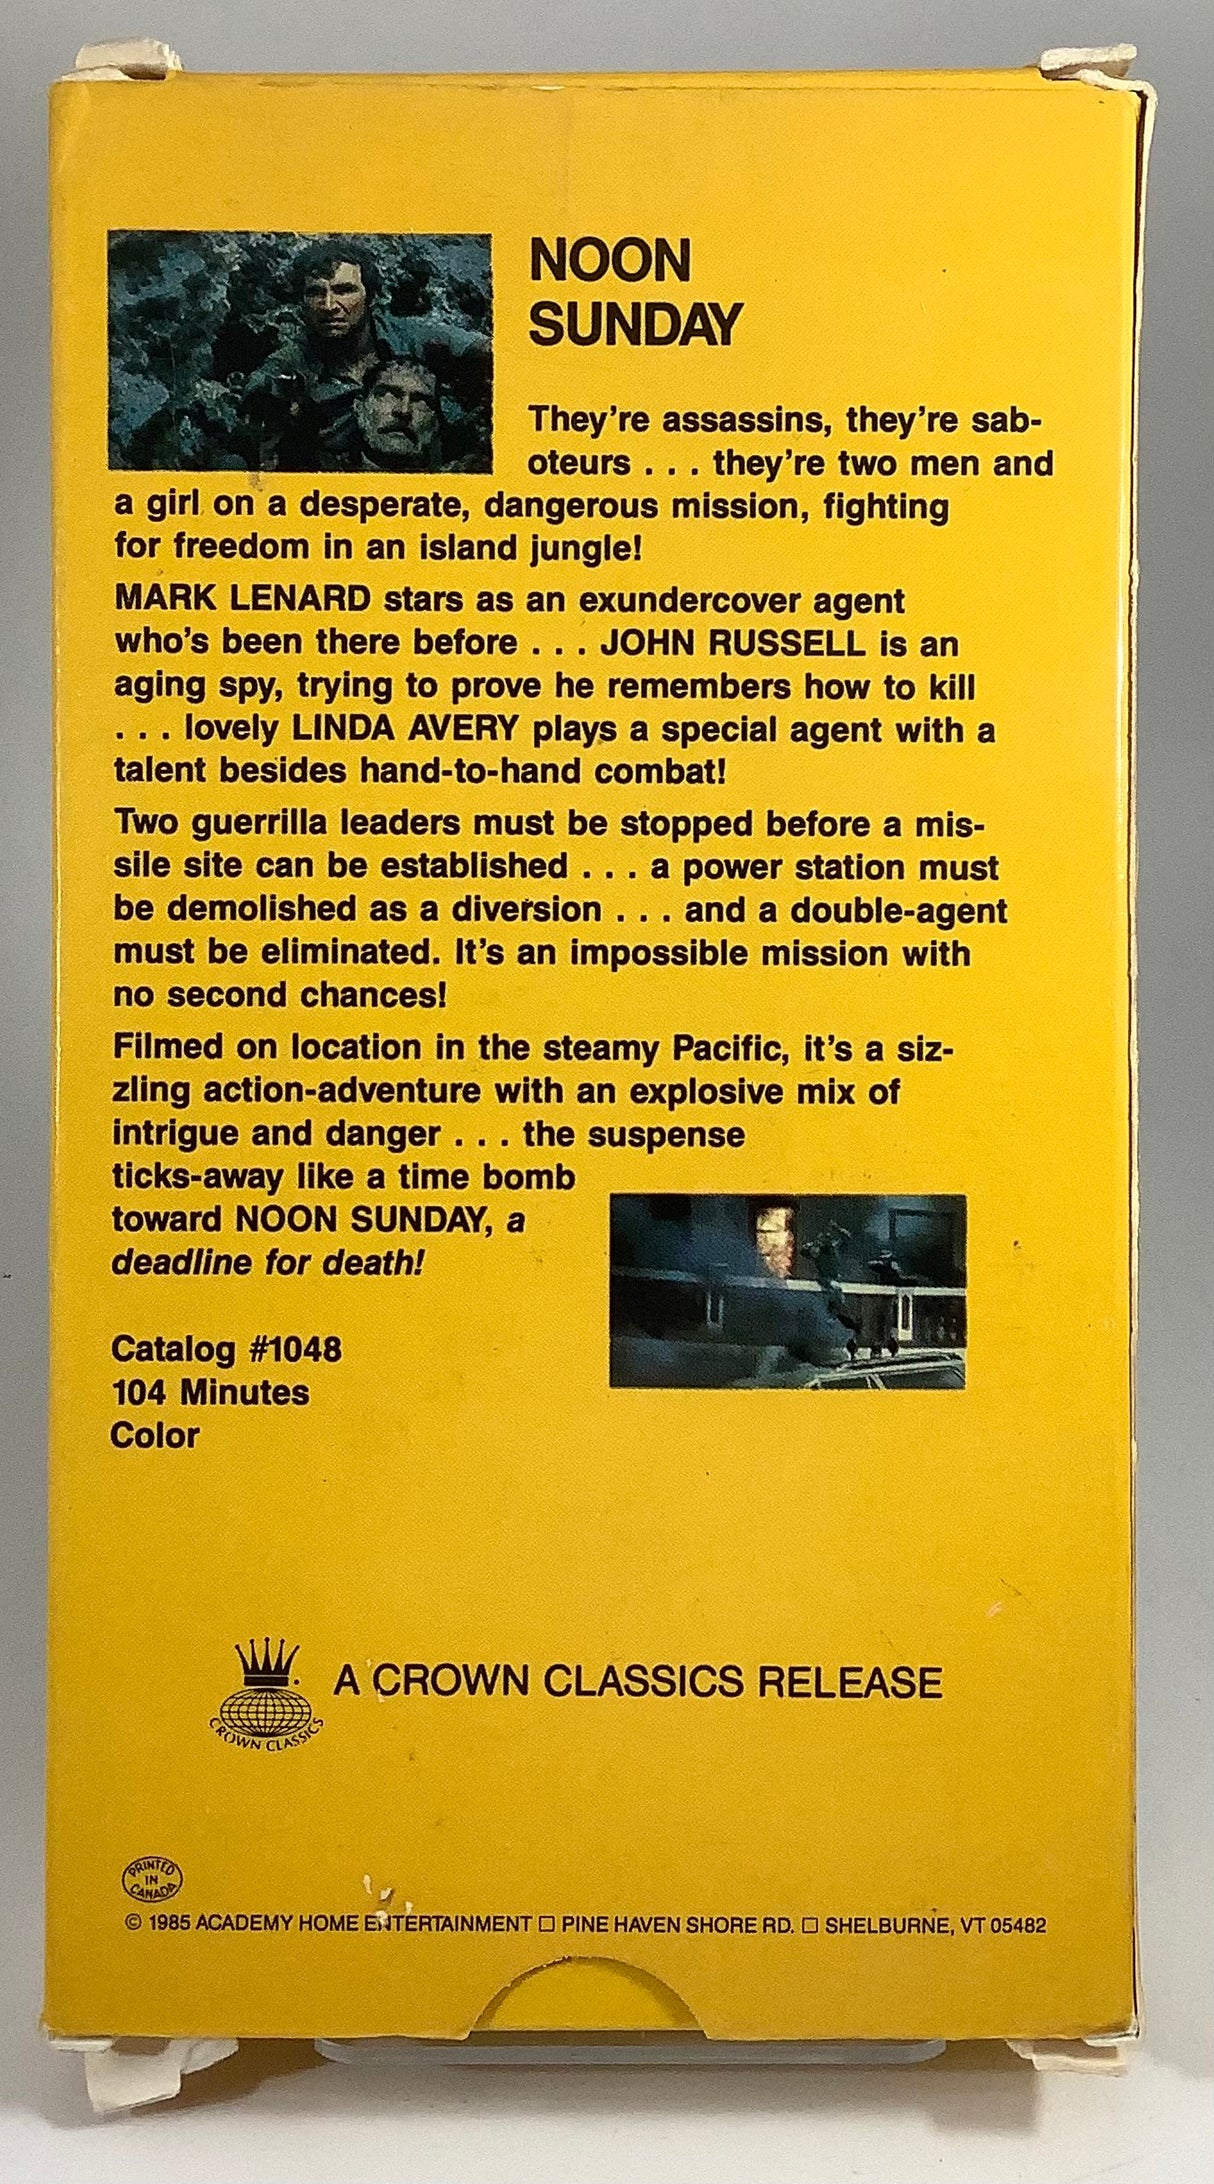 NOON
SUNDAY
They're assassins, they're sab-
oteurs . . . they're two men and
a girl on a desperate, dangerous mission, fighting
for freedom in an island jungle!
MARK LENARD stars as an exundercover agent
who's been there before . . . JOHN RUSSELL is an
aging spy, trying to prove he remembers how to kill
. . . lovely LINDA AVERY plays a special agent with a
talent besides hand-to-hand combat!
Two guerrilla leaders must be stopped before a mis-
sile site can be established . . . a power station must
be demolished as a diversion . . . and a double-agent
must be eliminated. It's an impossible mission with
no second chances!
Filmed on location in the steamy Pacific, it's a siz-
zling action-adventure with an explosive mix of
intrigue and danger . . . the suspense
ticks-away like a time bomb
toward NOON SUNDAY, a
deadline for death!
Catalog #1048
104 Minutes
Color
A CROWN CLASSICS RELEASE
CROWN CLASSICS
PRINTED
IN
CANADA
© 1985 ACADEMY HOME ENTERTAINMENT □ PINE HAVEN SHORE RD. □ SHELBURNE, VT 05482